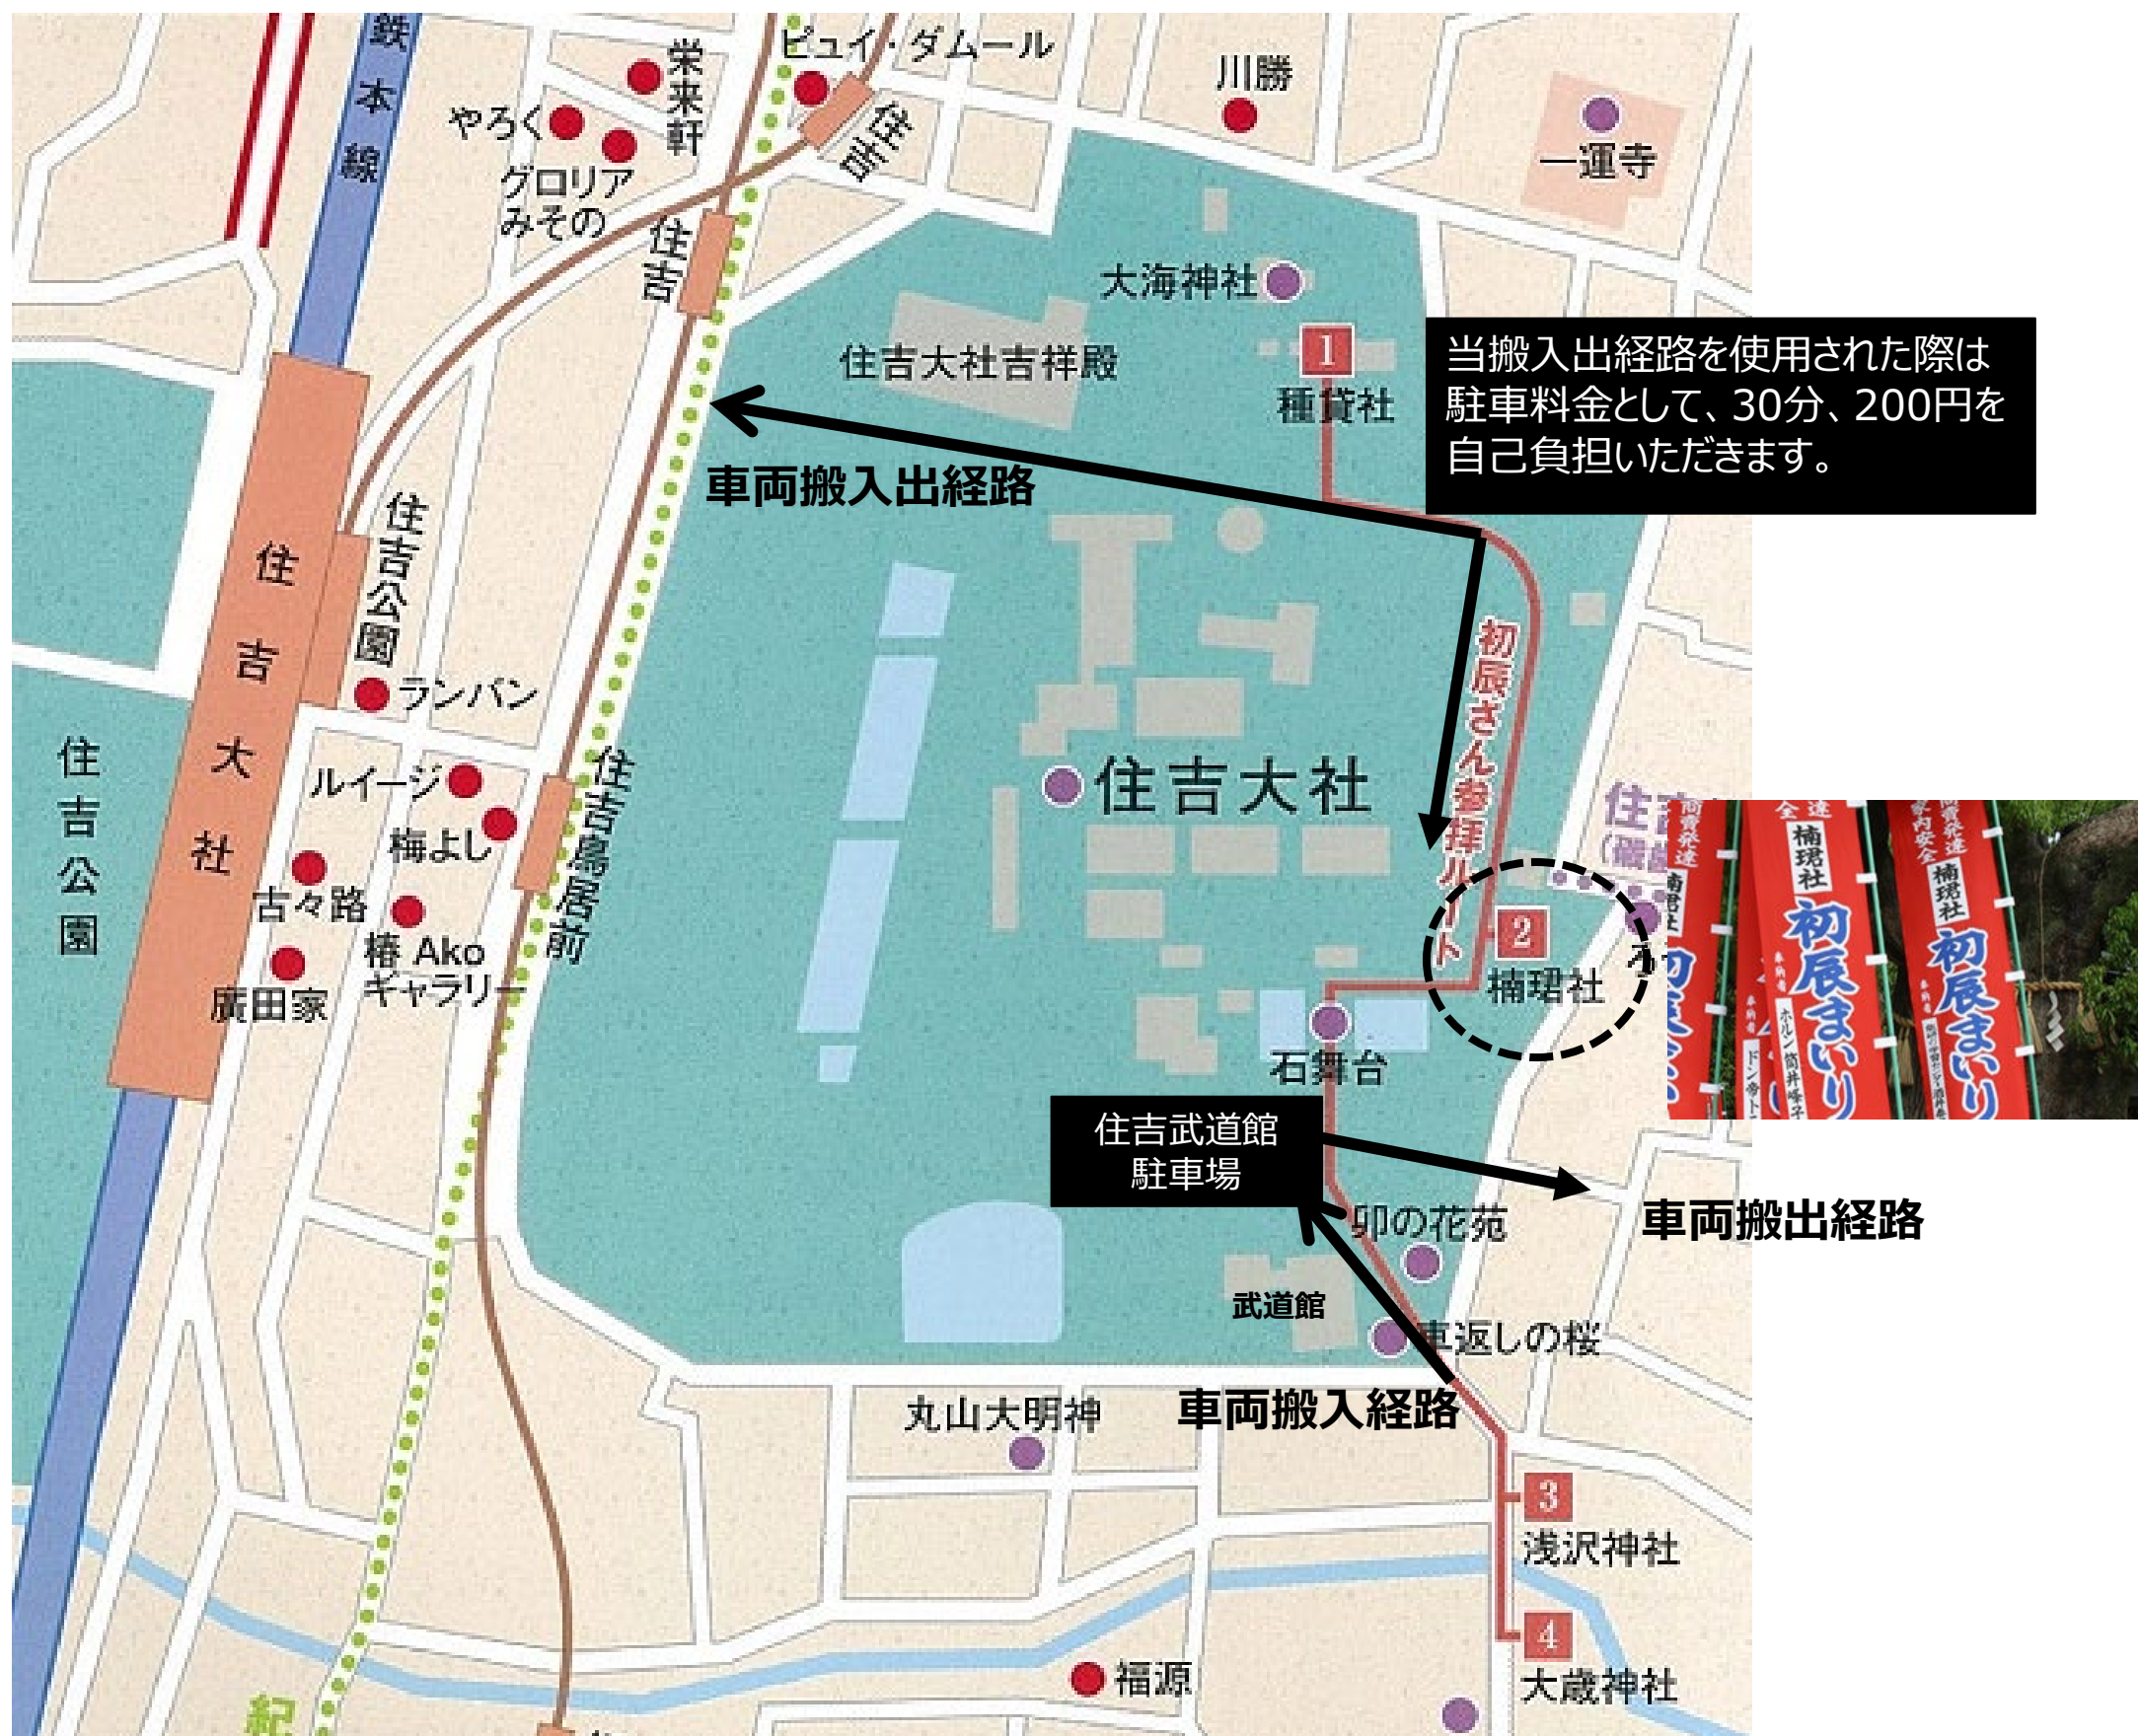 鉄本線
栄来軒
ピュイ・ダムール
川勝
やろく
住吉
一運寺
グロリア
みその
住吉
大海神社
1
種貸社
住吉大社吉祥殿
当搬入出経路を使用された際は
駐車料金として、30分、200円を
自己負担いただきます。
車両搬入出経路
住吉公園
住吉大社
初辰さん参拝ルート
ランバン
住吉公園
ルイージ
梅よし
住吉鳥居前
住吉大社
古々路
椿 Ako
ギャラリー
廣田家
2
楠珺社
石舞台
商売発達
家内安全
楠珺社
初辰まいり
楠珺社
初辰まいり
住吉武道館
駐車場
車両搬出経路
卯の花苑
武道館
車返しの桜
丸山大明神
車両搬入経路
3
浅沢神社
4
大歳神社
福源
紀